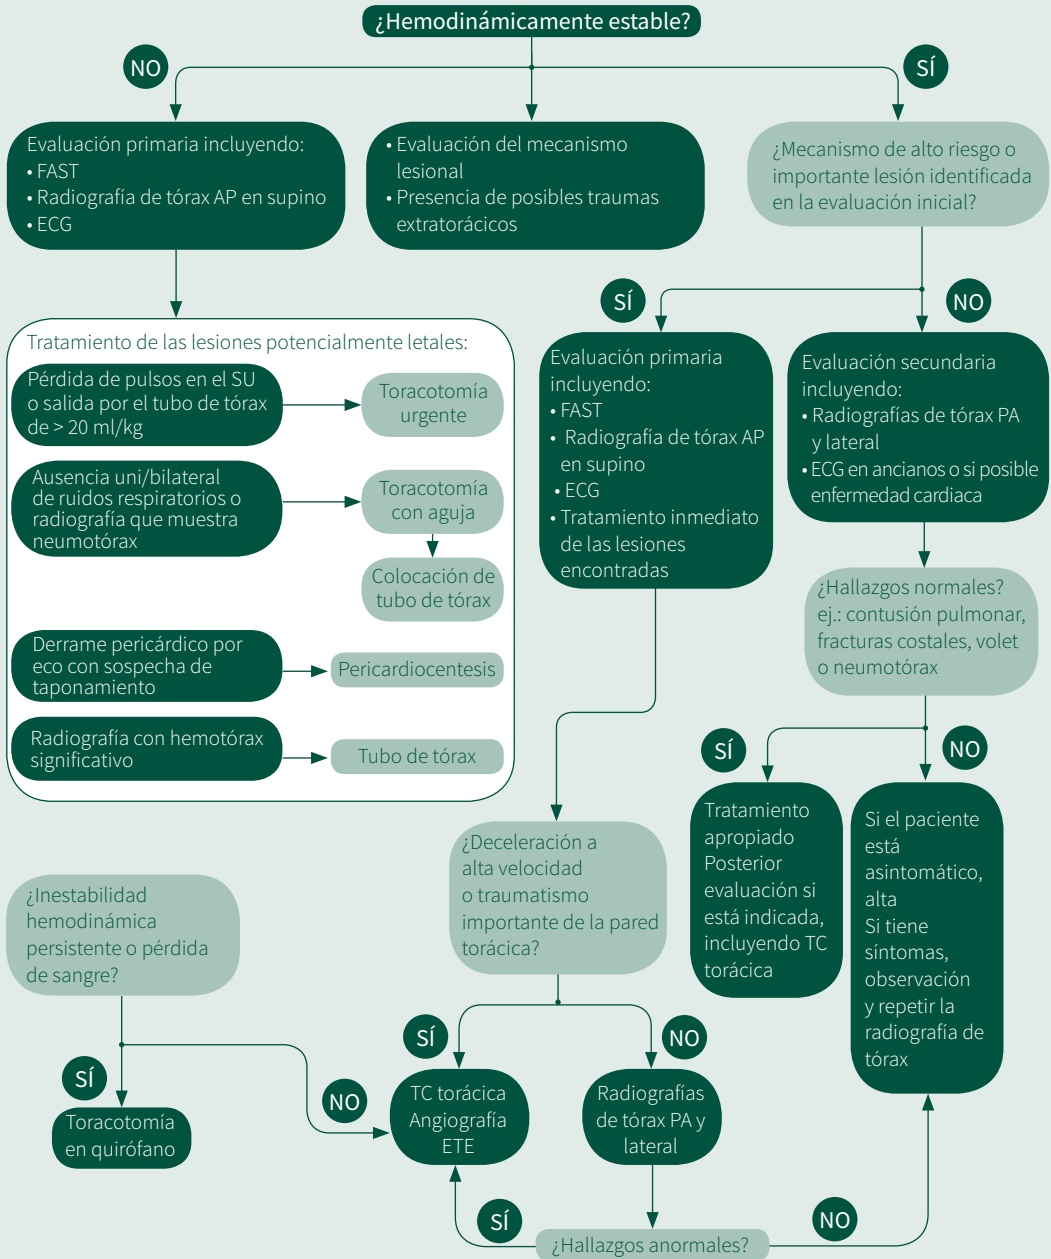 ¿Hemodinámicamente estable?
NO
SÍ
Evaluación primaria incluyendo:
• FAST
• Radiografía de tórax AP en supino
• ECG
• Evaluación del mecanismo
lesional
• Presencia de posibles traumas
extratorácicos
¿Mecanismo de alto riesgo o
importante lesión identificada
en la evaluación inicial?
SÍ
NO
Tratamiento de las lesiones potencialmente letales:
Pérdida de pulsos en el SU
o salida por el tubo de tórax
de > 20 ml/kg
Toracotomía
urgente
Ausencia uni/bilateral
de ruidos respiratorios o
radiografía que muestra
neumotórax
Toracotomía
con aguja
Colocación de
tubo de tórax
Derrame pericárdico por
eco con sospecha de
taponamiento
Pericardiocentesis
Radiografía con hemotórax
significativo
Tubo de tórax
Evaluación primaria
incluyendo:
• FAST
• Radiografía de tórax AP
en supino
• ECG
• Tratamiento inmediato
de las lesiones
encontradas
Evaluación secundaria
incluyendo:
• Radiografías de tórax PA
y lateral
• ECG en ancianos o si posible
enfermedad cardiaca
¿Hallazgos normales?
ej.: contusión pulmonar,
fracturas costales, volet
o neumotórax
SÍ
NO
Tratamiento
apropiado
Posterior
evaluación si
está indicada,
incluyendo TC
torácica
Si el paciente
está
asintomático,
alta
Si tiene
síntomas,
observación
y repetir la
radiografía de
tórax
¿Deceleración a
alta velocidad
o traumatismo
importante de la pared
torácica?
¿Inestabilidad
hemodinámica
persistente o pérdida
de sangre?
SÍ
NO
SÍ
NO
Toracotomía
en quirófano
TC torácica
Angiografía
ETE
Radiografías
de tórax PA y
lateral
SÍ
¿Hallazgos anormales?
NO